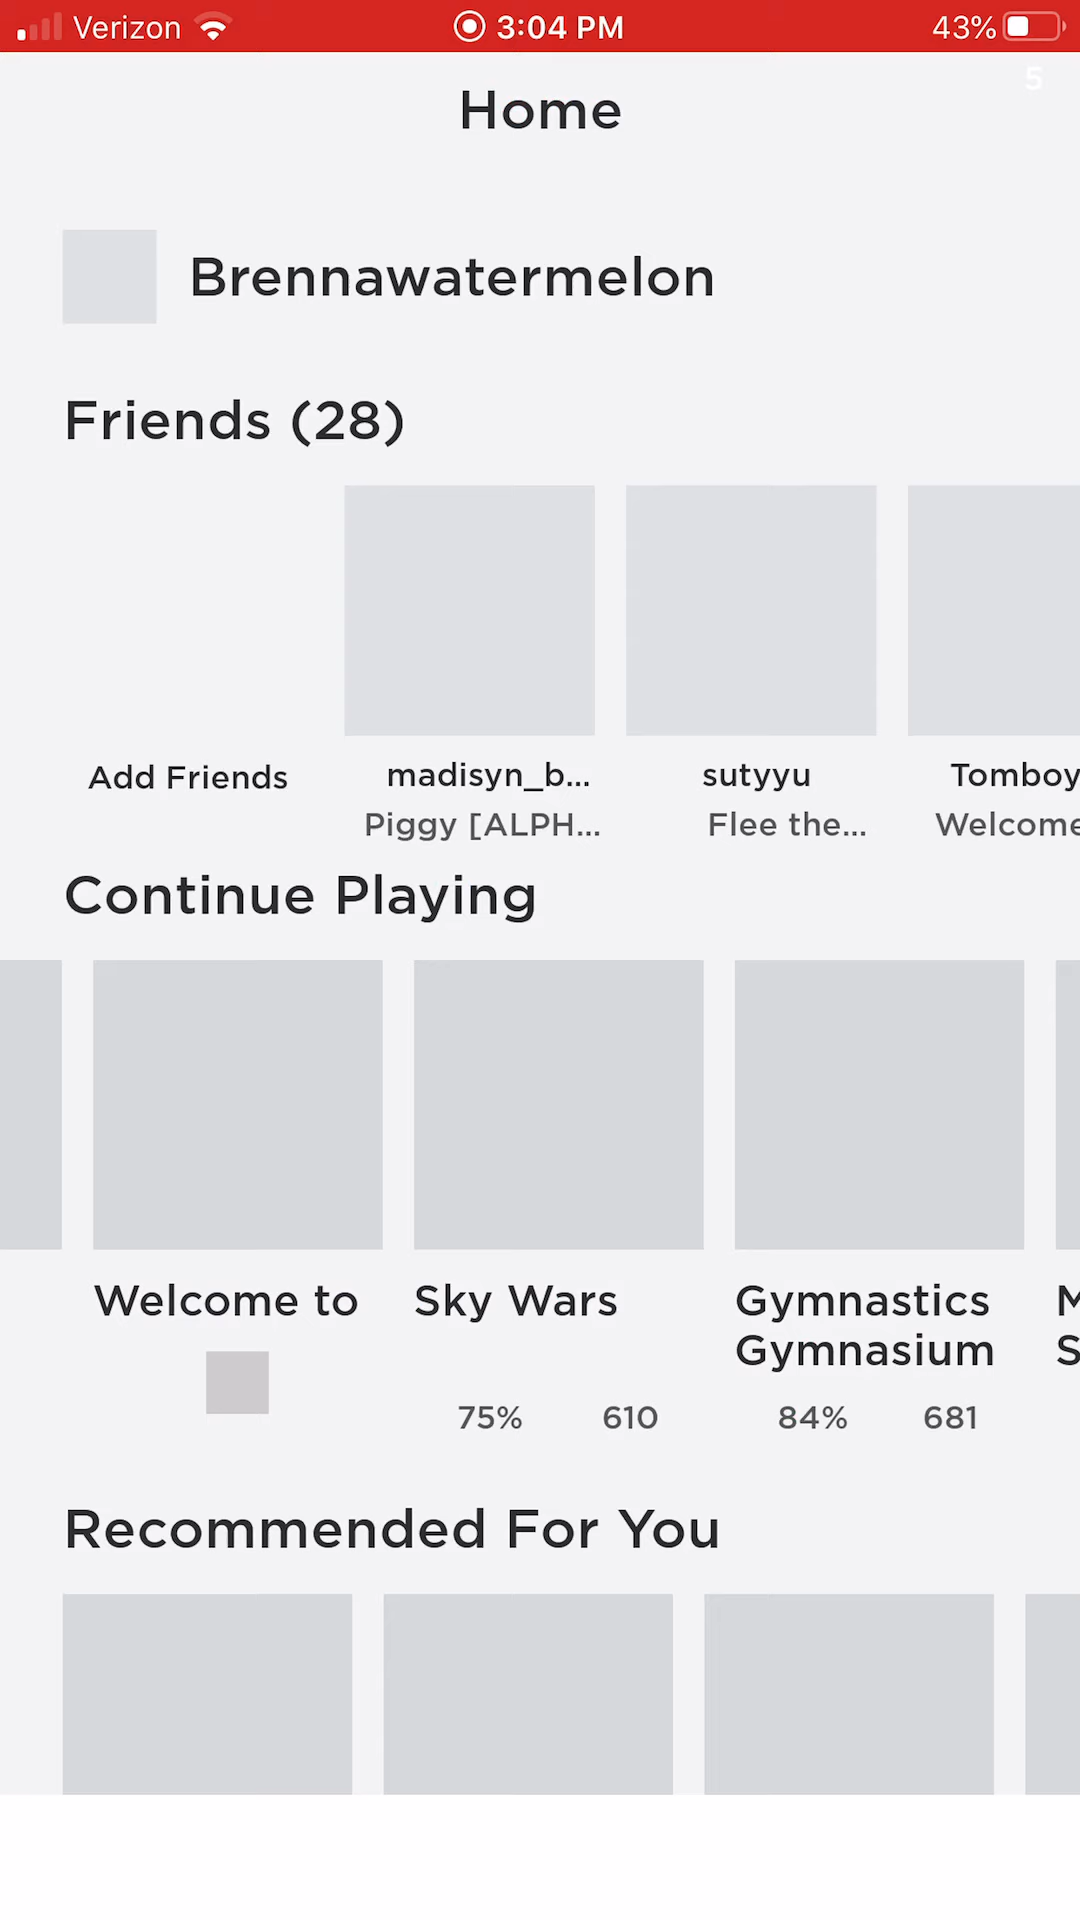 Verizon 3:04 PM 43%
5
Home
Brennawatermelon
Friends (28)
Add Friends
madisyn_b...
Piggy [ALPH...
sutyyu
Flee the...
Tomboy
Welcome
Continue Playing
Welcome to
Sky Wars
75% 610
Gymnastics
Gymnasium
84% 681
M
S
Recommended For You